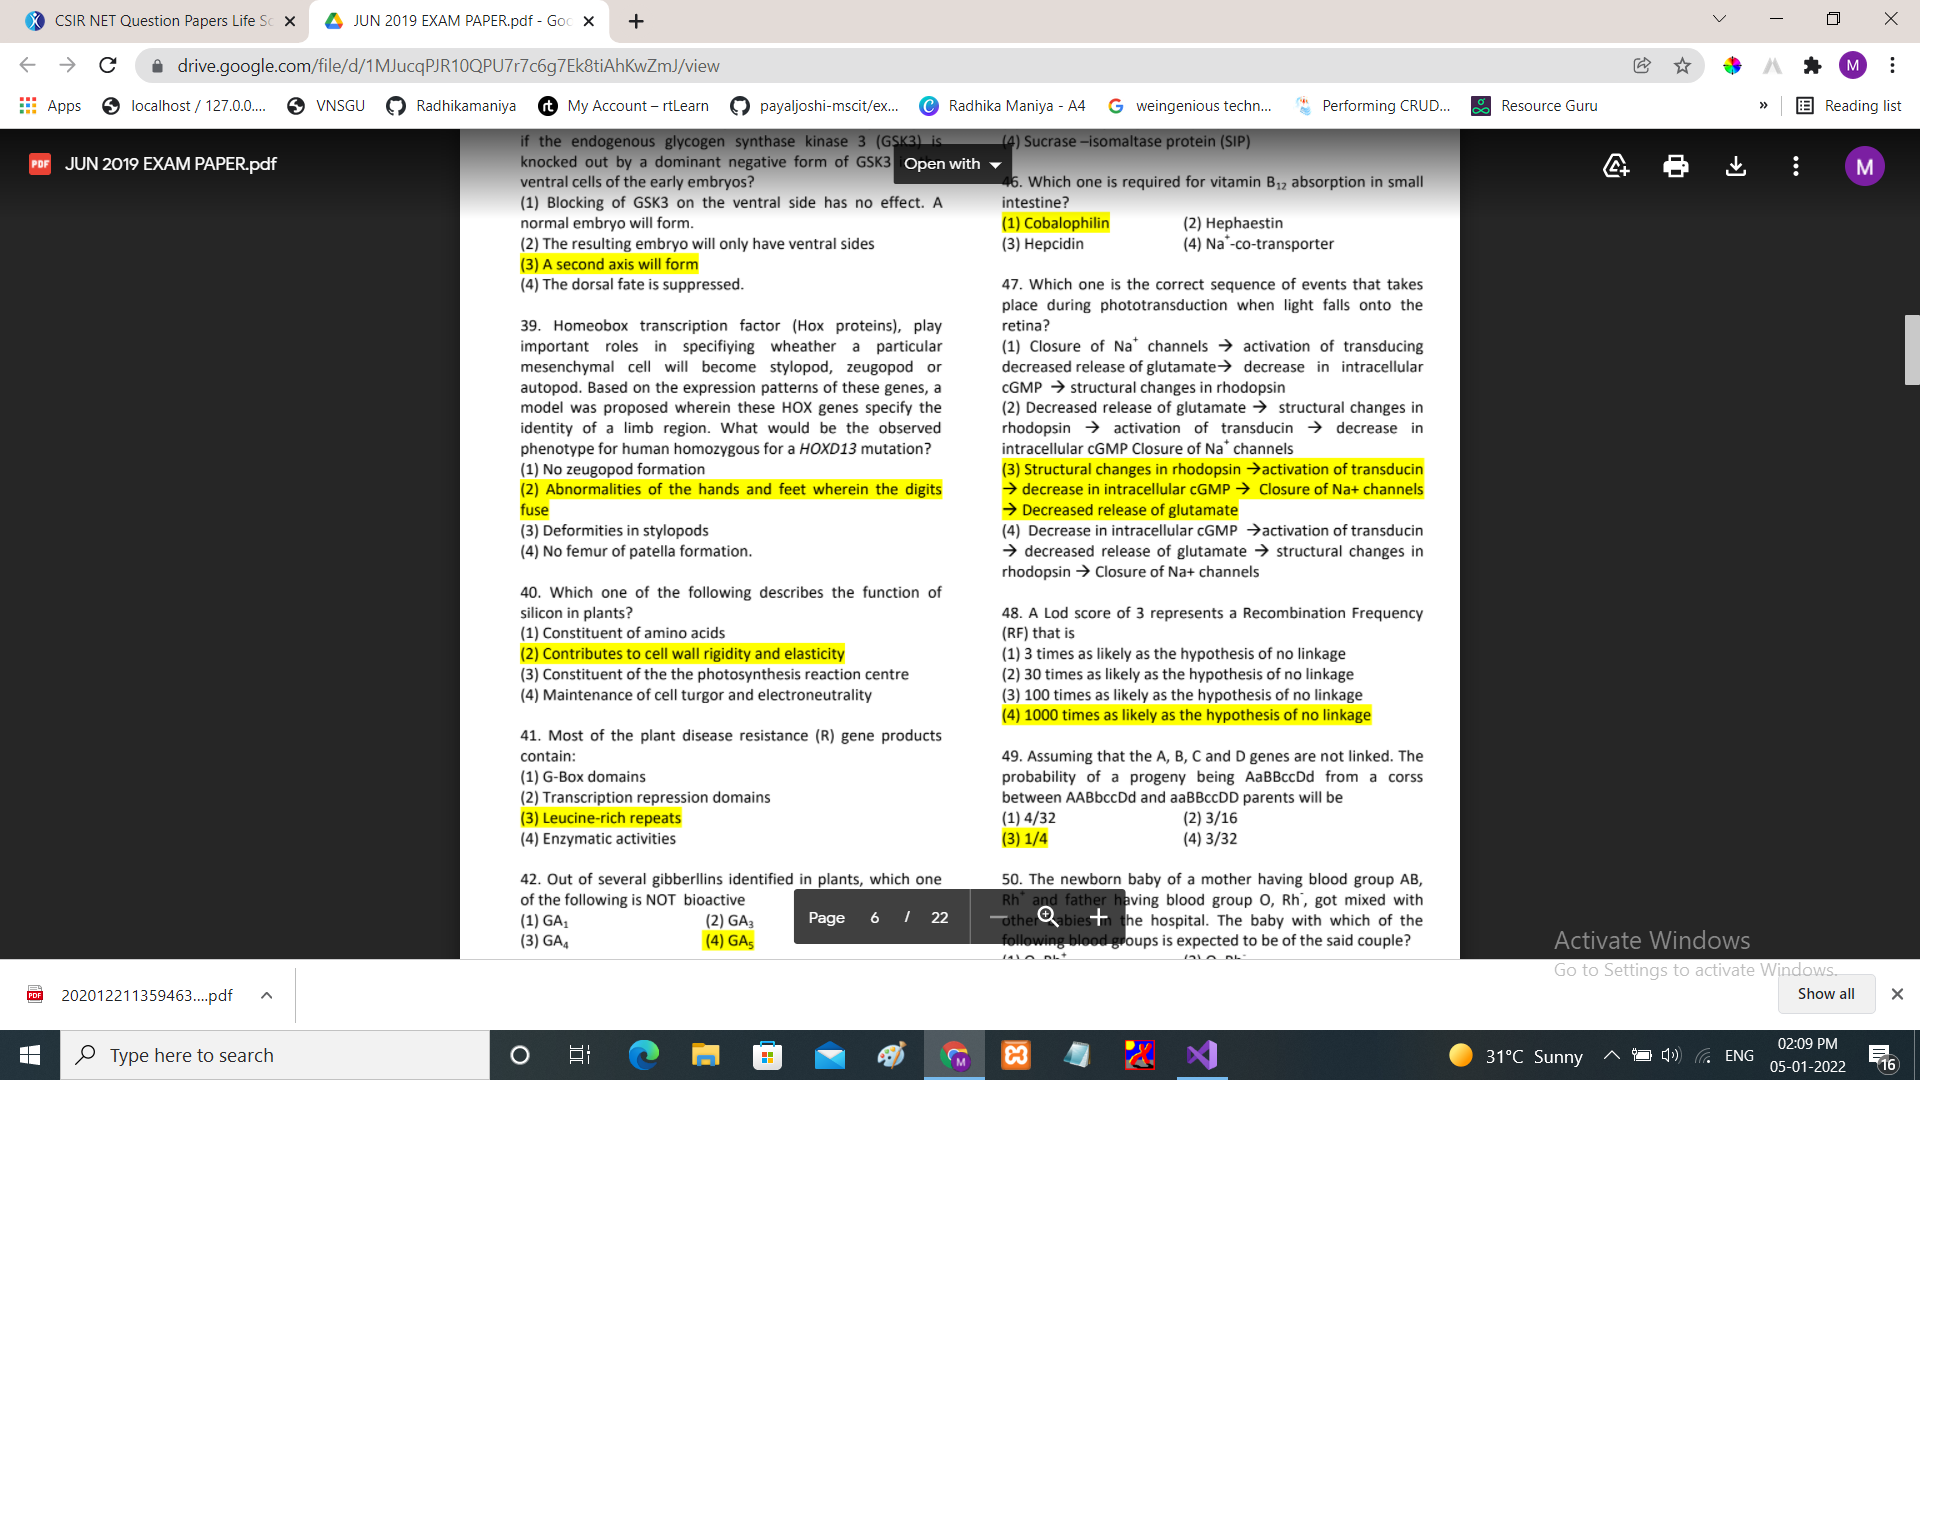 CSIR NET Question Papers Life Sc
JUN 2019 EXAM PAPER.pdf - Goo
drive.google.com/file/d/1MJucqPJR10QPU7r7c6g7Ek8tiAhKwZmJ/view
M
Apps
localhost / 127.0.0....
VNSGU
Radhikamaniya
rt
My Account – rtLearn
payaljoshi-mscit/ex...
Radhika Maniya - A4
weingenious techn...
Performing CRUD...
Resource Guru
»
Reading list
PDF
JUN 2019 EXAM PAPER.pdf
Open with
M
if the endogenous glycogen synthase kinase 3 (GSK3) is
knocked out by a dominant negative form of GSK3
ventral cells of the early embryos?
(1) Blocking of GSK3 on the ventral side has no effect. A
normal embryo will form.
(2) The resulting embryo will only have ventral sides
(3) A second axis will form
(4) The dorsal fate is suppressed.
39. Homeobox transcription factor (Hox proteins), play
important roles in specifiying wheather a particular
mesenchymal cell will become stylopod, zeugopod or
autopod. Based on the expression patterns of these genes, a
model was proposed wherein these HOX genes specify the
identity of a limb region. What would be the observed
phenotype for human homozygous for a HOXD13 mutation?
(1) No zeugopod formation
(2) Abnormalities of the hands and feet wherein the digits
fuse
(3) Deformities in stylopods
(4) No femur of patella formation.
40. Which one of the following describes the function of
silicon in plants?
(1) Constituent of amino acids
(2) Contributes to cell wall rigidity and elasticity
(3) Constituent of the the photosynthesis reaction centre
(4) Maintenance of cell turgor and electroneutrality
41. Most of the plant disease resistance (R) gene products
contain:
(1) G-Box domains
(2) Transcription repression domains
(3) Leucine-rich repeats
(4) Enzymatic activities
42. Out of several gibberllins identified in plants, which one
of the following is NOT bioactive
(1) GA₁ (2) GA₃
(3) GA₄ (4) GA₅
(4) Sucrase –isomaltase protein (SIP)
46. Which one is required for vitamin B₁₂ absorption in small
intestine?
(1) Cobalophilin (2) Hephaestin
(3) Hepcidin (4) Na⁺-co-transporter
47. Which one is the correct sequence of events that takes
place during phototransduction when light falls onto the
retina?
(1) Closure of Na⁺ channels → activation of transducing
decreased release of glutamate→ decrease in intracellular
cGMP → structural changes in rhodopsin
(2) Decreased release of glutamate → structural changes in
rhodopsin → activation of transducin → decrease in
intracellular cGMP Closure of Na⁺ channels
(3) Structural changes in rhodopsin →activation of transducin
→ decrease in intracellular cGMP → Closure of Na+ channels
→ Decreased release of glutamate
(4) Decrease in intracellular cGMP →activation of transducin
→ decreased release of glutamate → structural changes in
rhodopsin → Closure of Na+ channels
48. A Lod score of 3 represents a Recombination Frequency
(RF) that is
(1) 3 times as likely as the hypothesis of no linkage
(2) 30 times as likely as the hypothesis of no linkage
(3) 100 times as likely as the hypothesis of no linkage
(4) 1000 times as likely as the hypothesis of no linkage
49. Assuming that the A, B, C and D genes are not linked. The
probability of a progeny being AaBBccDd from a corss
between AABbccDd and aaBBccDD parents will be
(1) 4/32 (2) 3/16
(3) 1/4 (4) 3/32
50. The newborn baby of a mother having blood group AB,
Rh⁺ and father having blood group O, Rh⁻, got mixed with
other babies in the hospital. The baby with which of the
following blood groups is expected to be of the said couple?
Page 6 / 22
Activate Windows
Go to Settings to activate Windows.
PDF
202012211359463....pdf
Show all
Type here to search
M
31°C Sunny
ENG
02:09 PM
05-01-2022
16